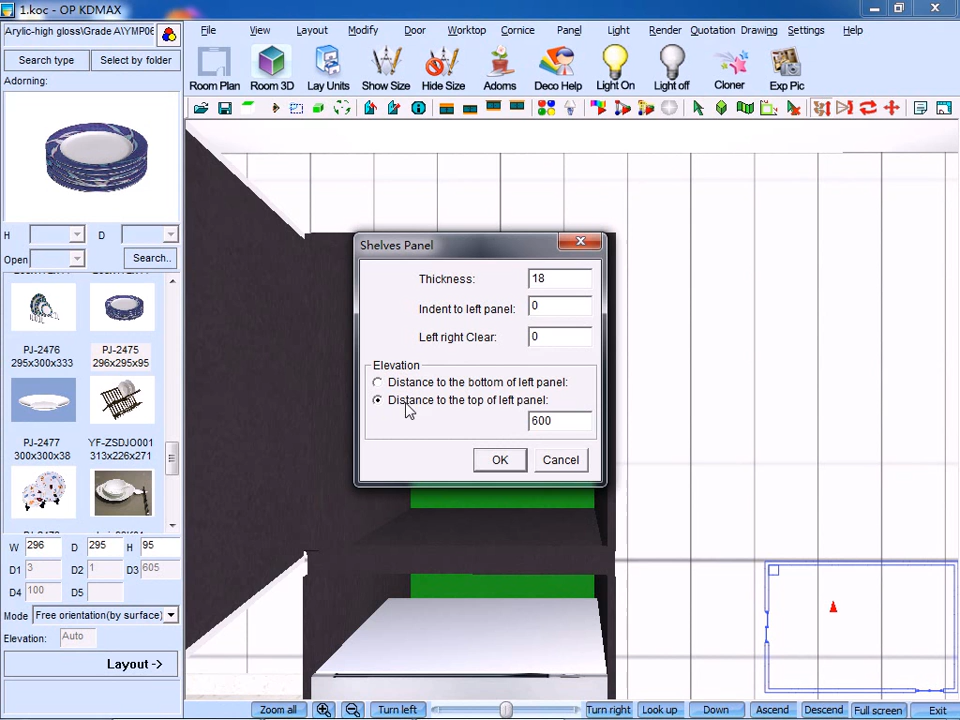 1.koc - OP KDMAX
Arylic-high gloss\Grade A\YMP06
File View Layout Modify Door Worktop Cornice Panel Light Render Quotation Drawing Settings Help
Search type Select by folder
Room Plan Room 3D Lay Units Show Size Hide Size Adorns Deco Help Light On Light off Cloner Exp Pic
Adorning:
H D
Open Search..
PJ-2476 PJ-2475
295x300x333 296x295x95
PJ-2477 YF-ZSDJO001
300x300x38 313x226x271
W 296 D 295 H 95
D1 3 D2 1 D3 605
D4 100 D5
Mode Free orientation(by surface)
Elevation: Auto
Layout ->
Shelves Panel
Thickness: 18
Indent to left panel: 0
Left right Clear: 0
Elevation
Distance to the bottom of left panel:
Distance to the top of left panel:
600
OK Cancel
Zoom all Turn left Turn right Look up Down Ascend Descend Full screen Exit